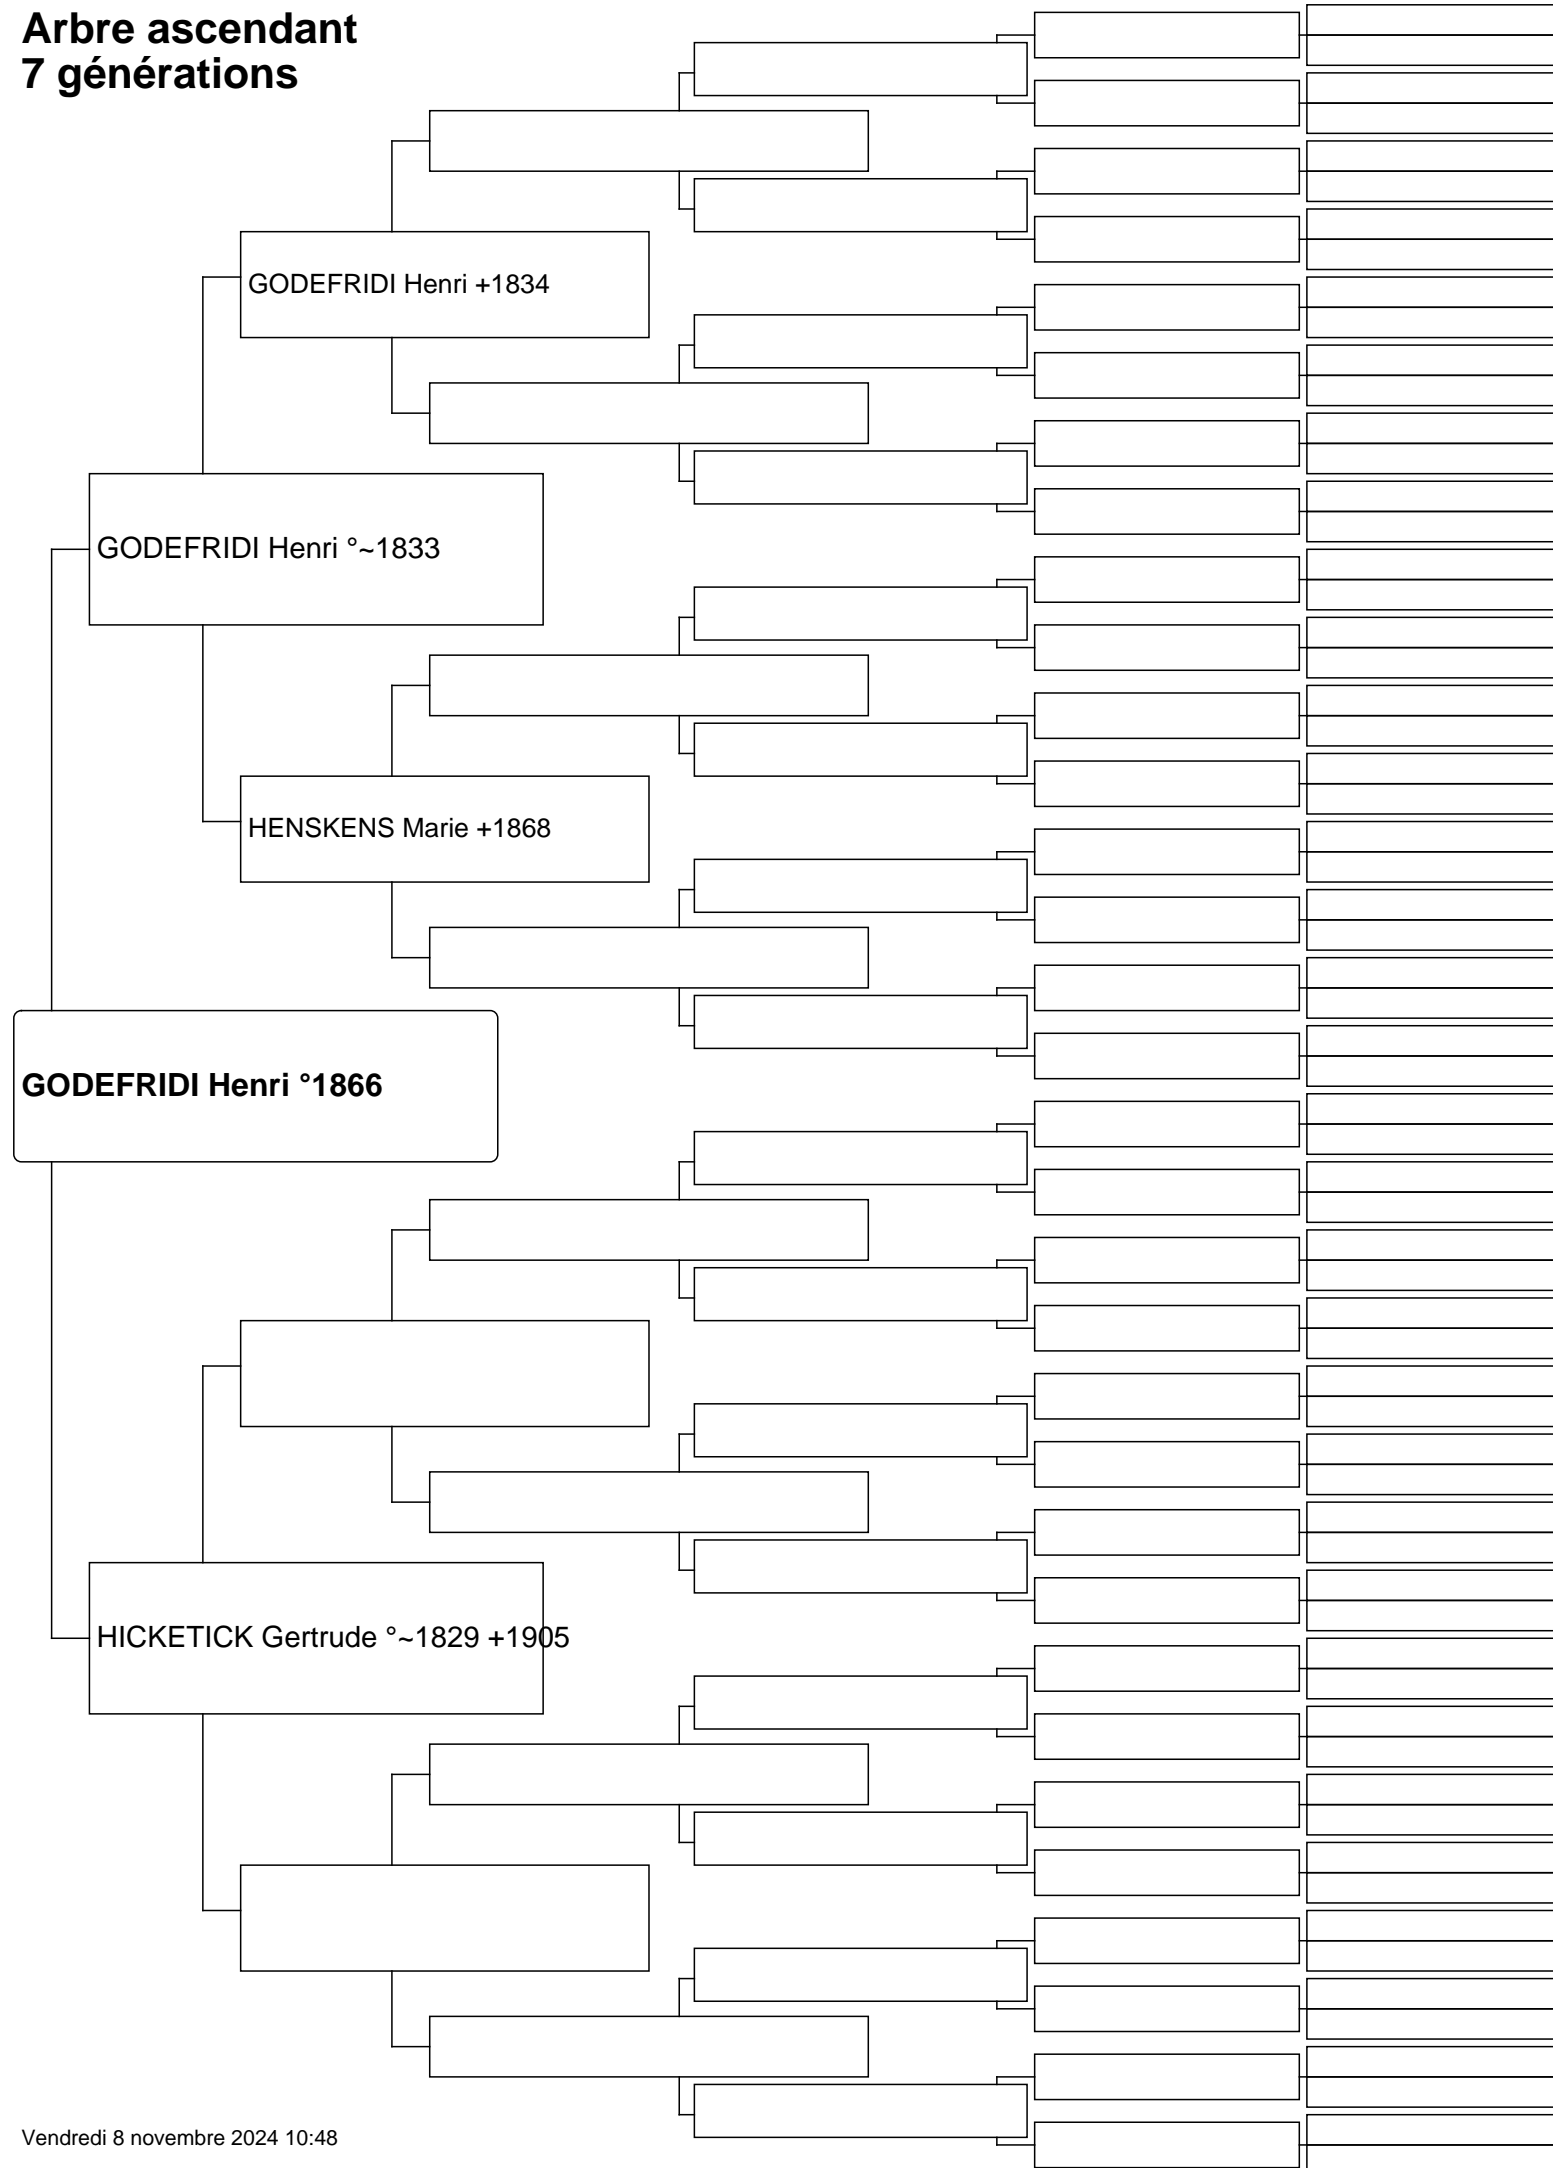 Arbre ascendant
7 générations
GODEFRIDI Henri +1834
GODEFRIDI Henri °~1833
HENSKENS Marie +1868
GODEFRIDI Henri °1866
HICKETICK Gertrude °~1829 +1905
Vendredi 8 novembre 2024 10:48